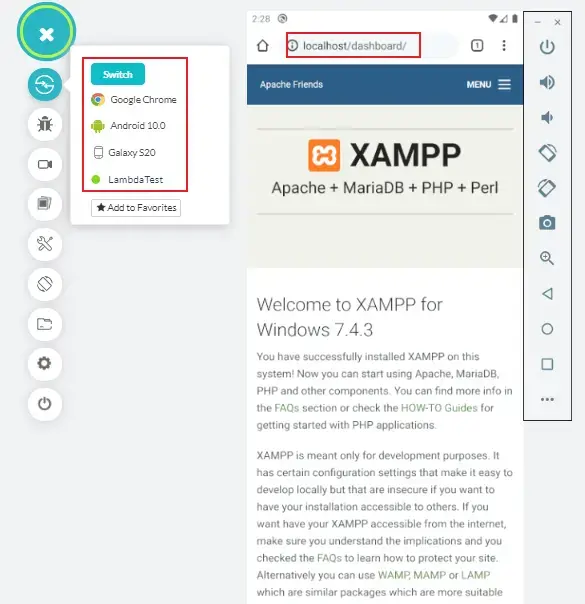 Switch
Google Chrome
Android 10.0
Galaxy S20
LambdaTest
★ Add to Favorites
2:28
localhost/dashboard/
1
Apache Friends
MENU
XAMPP
Apache + MariaDB + PHP + Perl
Welcome to XAMPP for
Windows 7.4.3
You have successfully installed XAMPP on this
system! Now you can start using Apache, MariaDB,
PHP and other components. You can find more info in
the FAQs section or check the HOW-TO Guides for
getting started with PHP applications.
XAMPP is meant only for development purposes. It
has certain configuration settings that make it easy to
develop locally but that are insecure if you want to
have your installation accessible to others. If you
want have your XAMPP accessible from the internet,
make sure you understand the implications and you
checked the FAQs to learn how to protect your site.
Alternatively you can use WAMP, MAMP or LAMP
which are similar packages which are more suitable